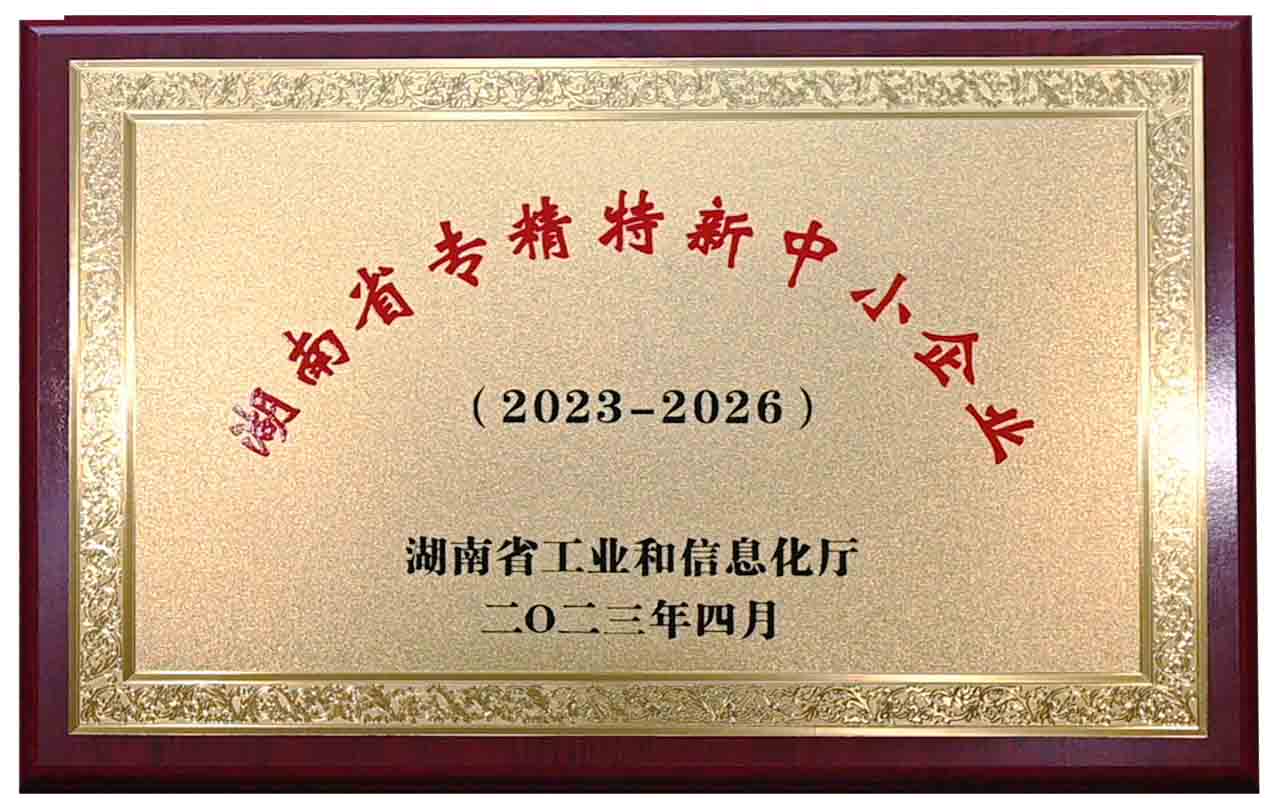 湖南省专精特新中小企业
（2023-2026）
湖南省工业和信息化厅
二O二三年四月